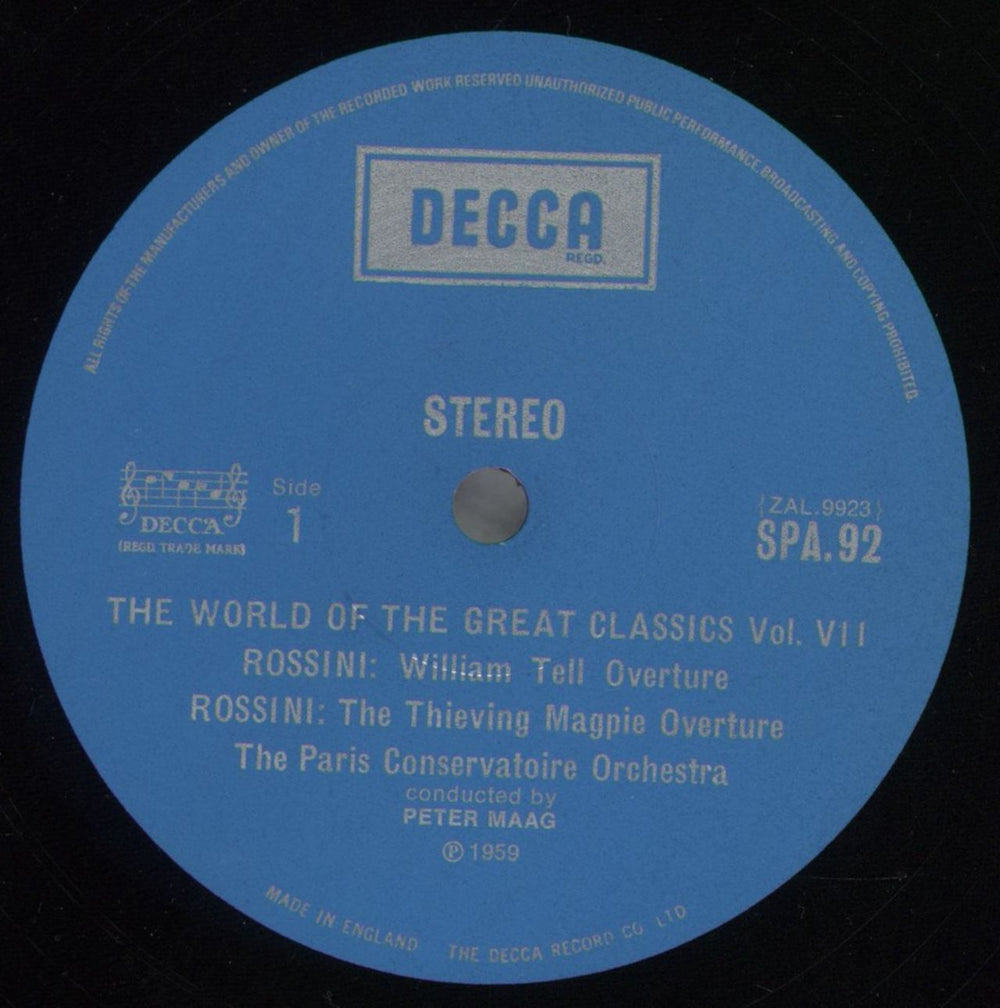 ALL RIGHTS OF THE MANUFACTURERS AND OWNER OF THE RECORDED WORK RESERVED UNAUTHORIZED PUBLIC PERFORMANCE, BROADCASTING AND COPYING PROHIBITED.
DECCA
REGD.
STEREO
DECCA
(REGD. TRADE MARK)
Side
1
(ZAL.9923)
SPA.92
THE WORLD OF THE GREAT CLASSICS Vol. VII
ROSSINI: William Tell Overture
ROSSINI: The Thieving Magpie Overture
The Paris Conservatoire Orchestra
conducted by
PETER MAAG
℗ 1959
MADE IN ENGLAND THE DECCA RECORD CO LTD